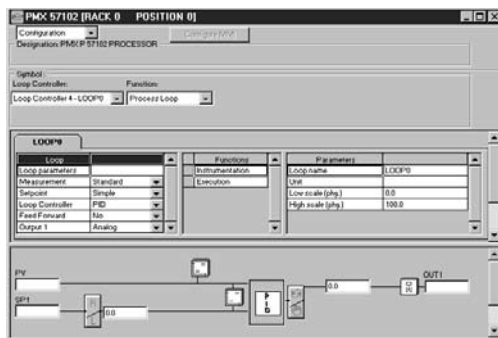 PMX 57102 [RACK 0 POSITION 0]
Configuration
Configure MMI
Designation: PMX P 57102 PROCESSOR
Symbol:
Loop Controller: Function:
Loop Controller 4 - LOOP0 Process Loop
LOOP0
Loop Functions Parameters
Loop parameters Instrumentation Loop name LOOP0
Measurement Standard Execution Unit
Setpoint Simple Low scale (phy.) 0.0
Loop Controller PID High scale (phy.) 100.0
Feed Forward No
Output 1 Analog
PV
SP1
0.0
PID
0.0
OUT1